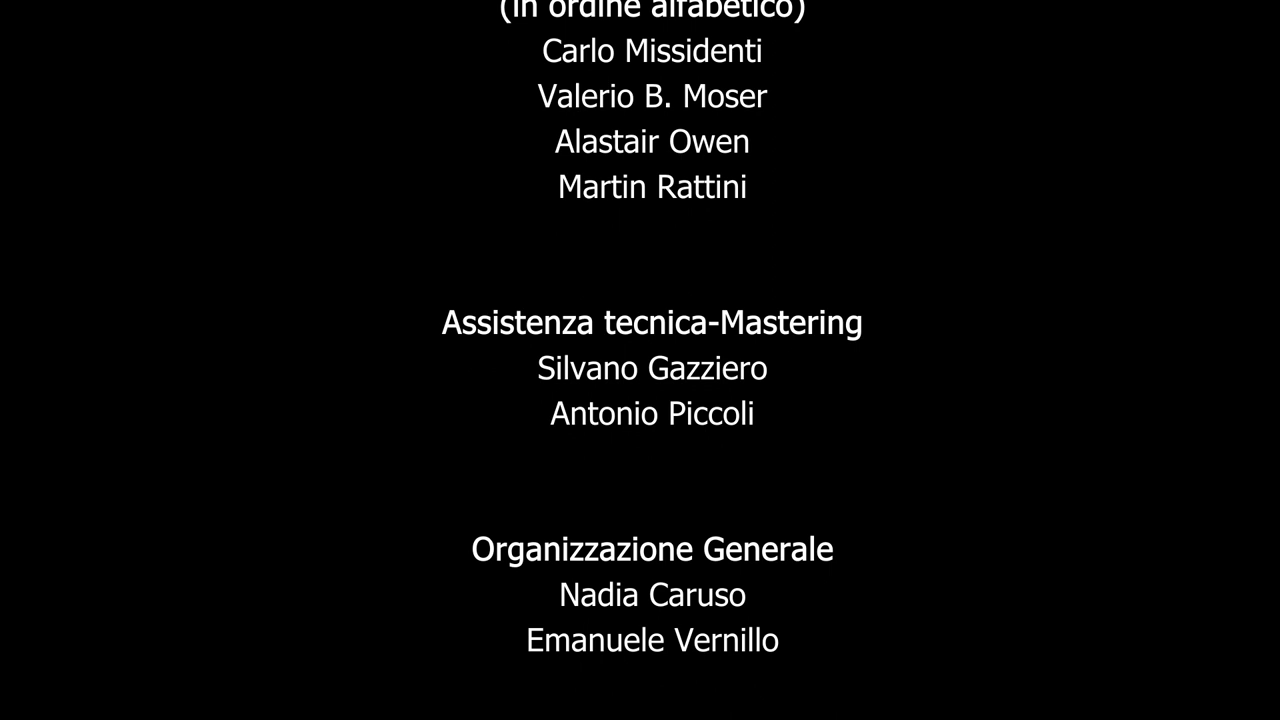 (in ordine alfabetico)
Carlo Missidenti
Valerio B. Moser
Alastair Owen
Martin Rattini
Assistenza tecnica-Mastering
Silvano Gazziero
Antonio Piccoli
Organizzazione Generale
Nadia Caruso
Emanuele Vernillo